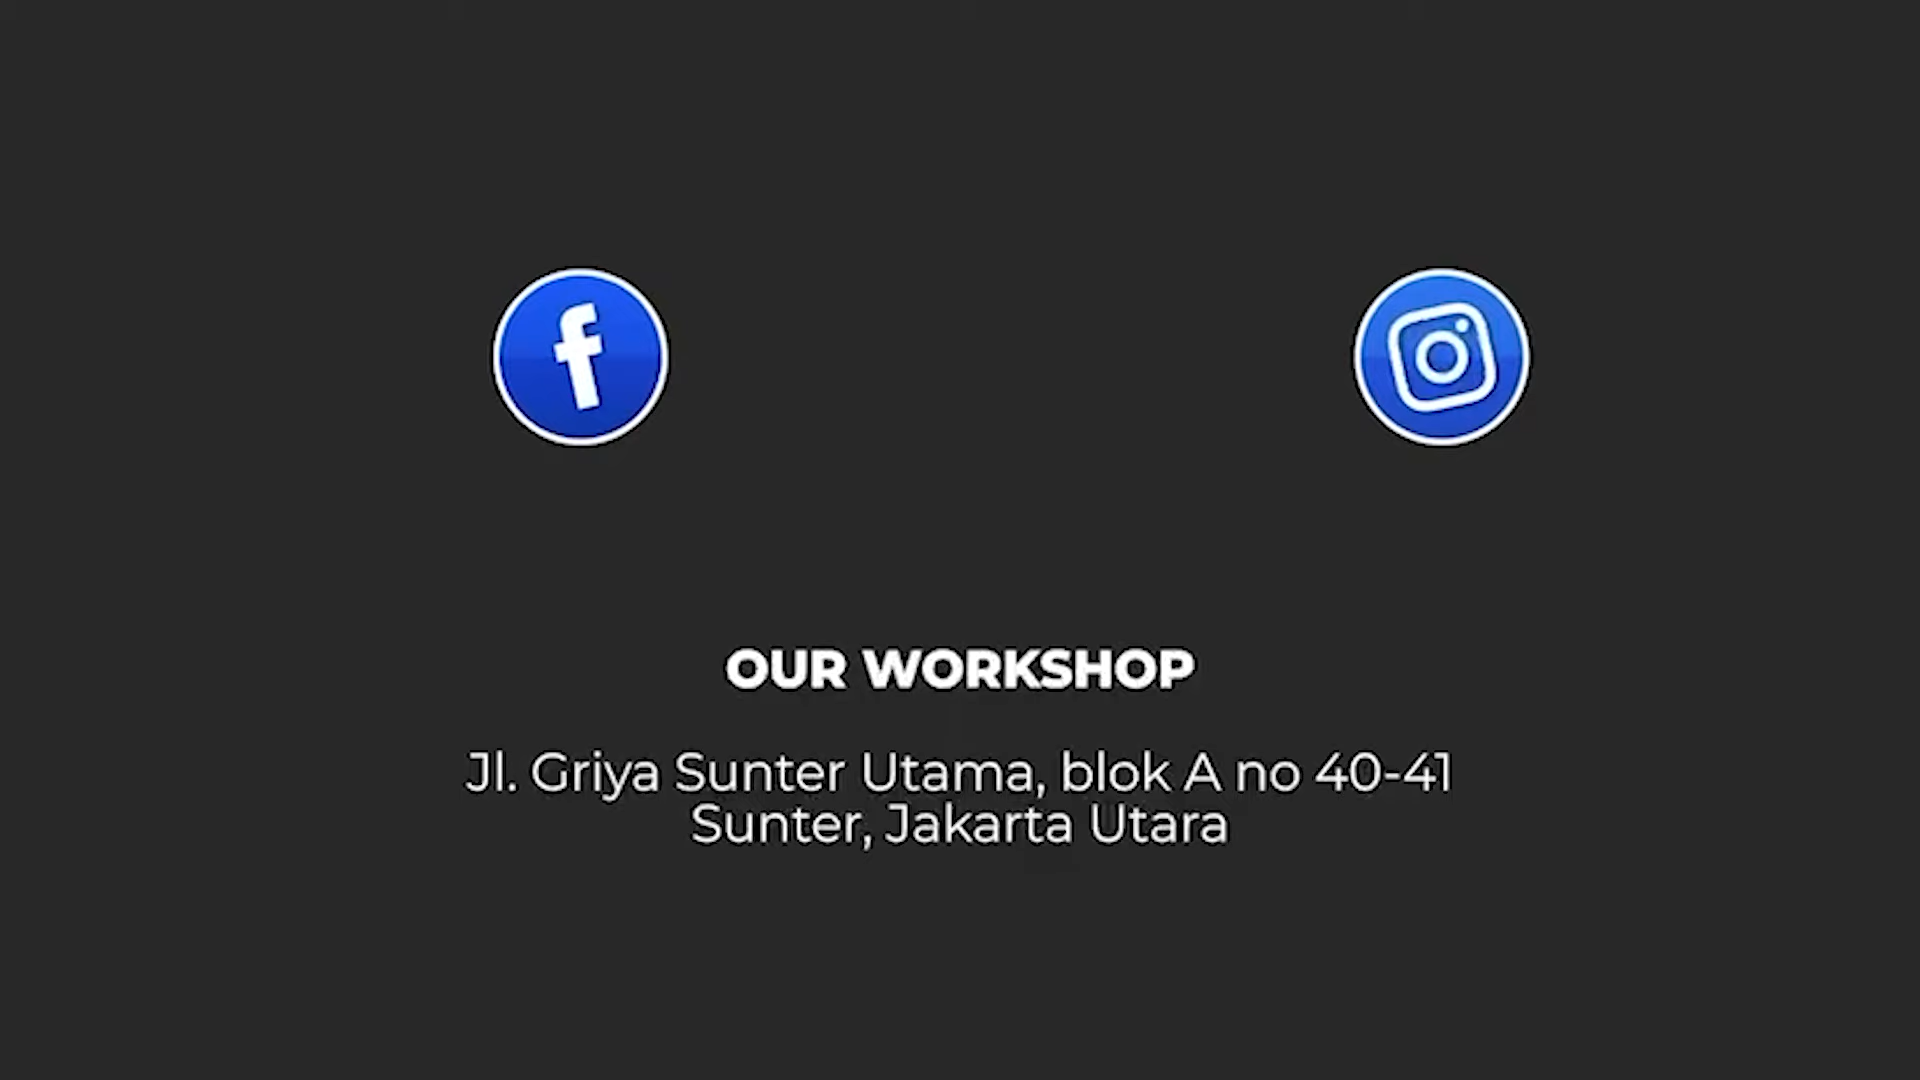 OUR WORKSHOP
Jl. Griya Sunter Utama, blok A no 40-41
Sunter, Jakarta Utara